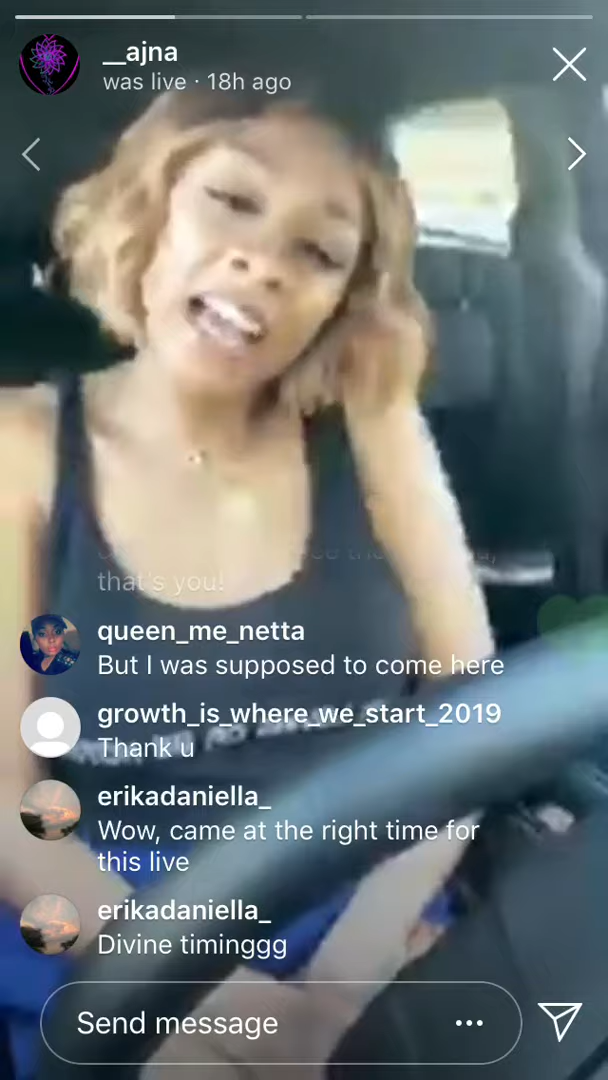 __ajna
was live · 18h ago
that's you!
queen_me_netta
But I was supposed to come here
growth_is_where_we_start_2019
Thank u
erikadaniella_
Wow, came at the right time for
this live
erikadaniella_
Divine timinggg
Send message